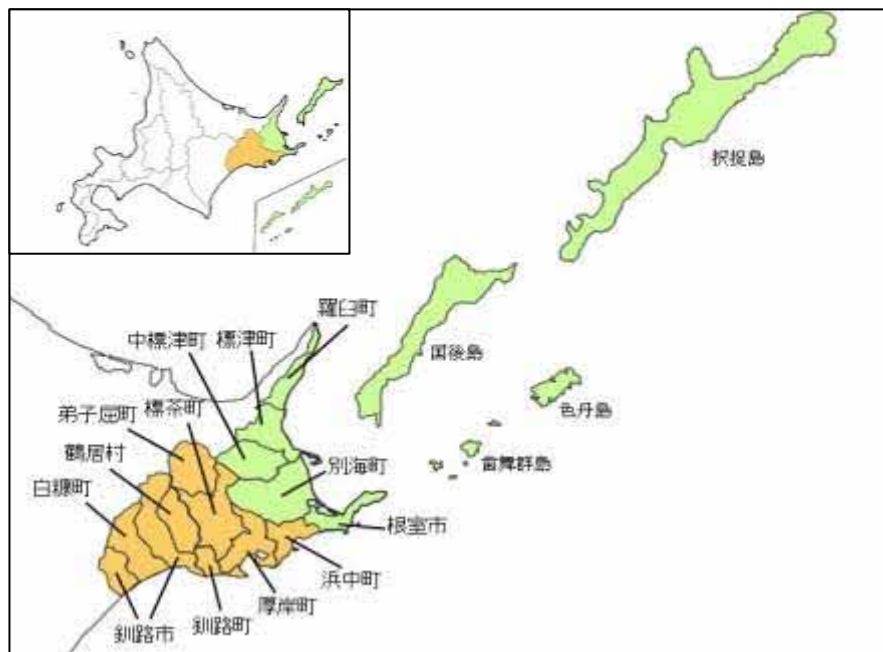 択捉島
羅臼町
中標津町
標津町
国後島
色丹島
弟子屈町
標茶町
鶴居村
別海町
歯舞群島
白糠町
根室市
浜中町
厚岸町
釧路町
釧路市